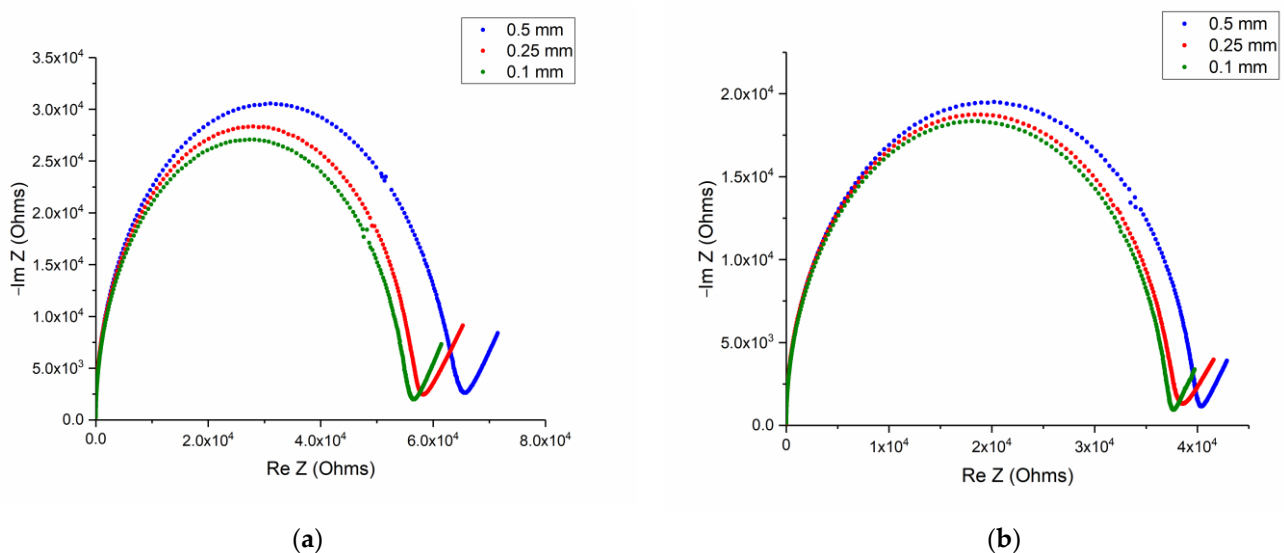 0.5 mm
0.25 mm
0.1 mm
3.5x10⁴
3.0x10⁴
2.5x10⁴
2.0x10⁴
1.5x10⁴
1.0x10⁴
5.0x10³
0.0
−Im Z (Ohms)
0.0 2.0x10⁴ 4.0x10⁴ 6.0x10⁴ 8.0x10⁴
Re Z (Ohms)
(a)
0.5 mm
0.25 mm
0.1 mm
2.0x10⁴
1.5x10⁴
1.0x10⁴
5.0x10³
0.0
−Im Z (Ohms)
0 1x10⁴ 2x10⁴ 3x10⁴ 4x10⁴
Re Z (Ohms)
(b)